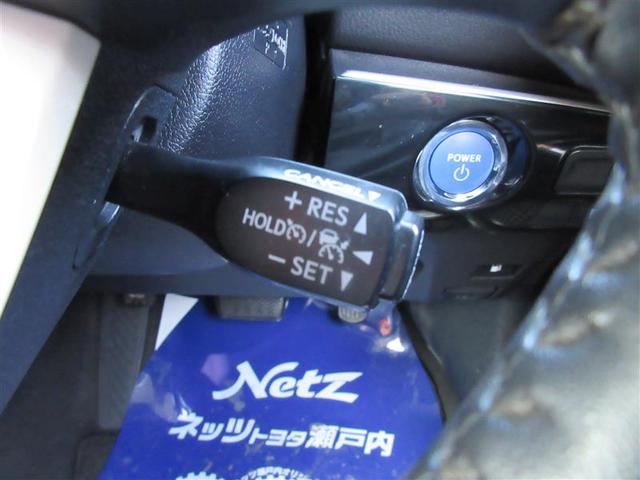 CANCEL▼
+ RES ▲
HOLD /
− SET ▼
POWER
Netz
ネッツトヨタ瀬戸内